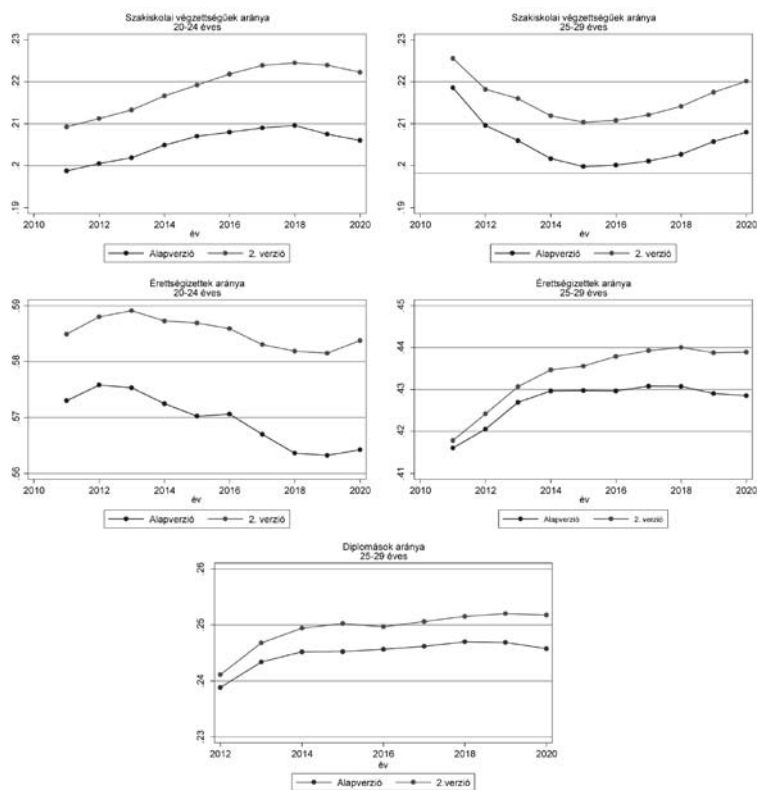 Szakiskolai végzettségűek aránya
20-24 éves
.23
.22
.21
.2
.19
2010 2012 2014 2016 2018 2020
év
Alapverzió 2. verzió
Szakiskolai végzettségűek aránya
25-29 éves
.23
.22
.21
.2
.19
2010 2012 2014 2016 2018 2020
év
Alapverzió 2. verzió
Érettségizettek aránya
20-24 éves
.59
.58
.57
.56
2010 2012 2014 2016 2018 2020
év
Alapverzió 2. verzió
Érettségizettek aránya
25-29 éves
.45
.44
.43
.42
.41
2010 2012 2014 2016 2018 2020
év
Alapverzió 2. verzió
Diplomások aránya
25-29 éves
.26
.25
.24
.23
2012 2014 2016 2018 2020
év
Alapverzió 2.verzió